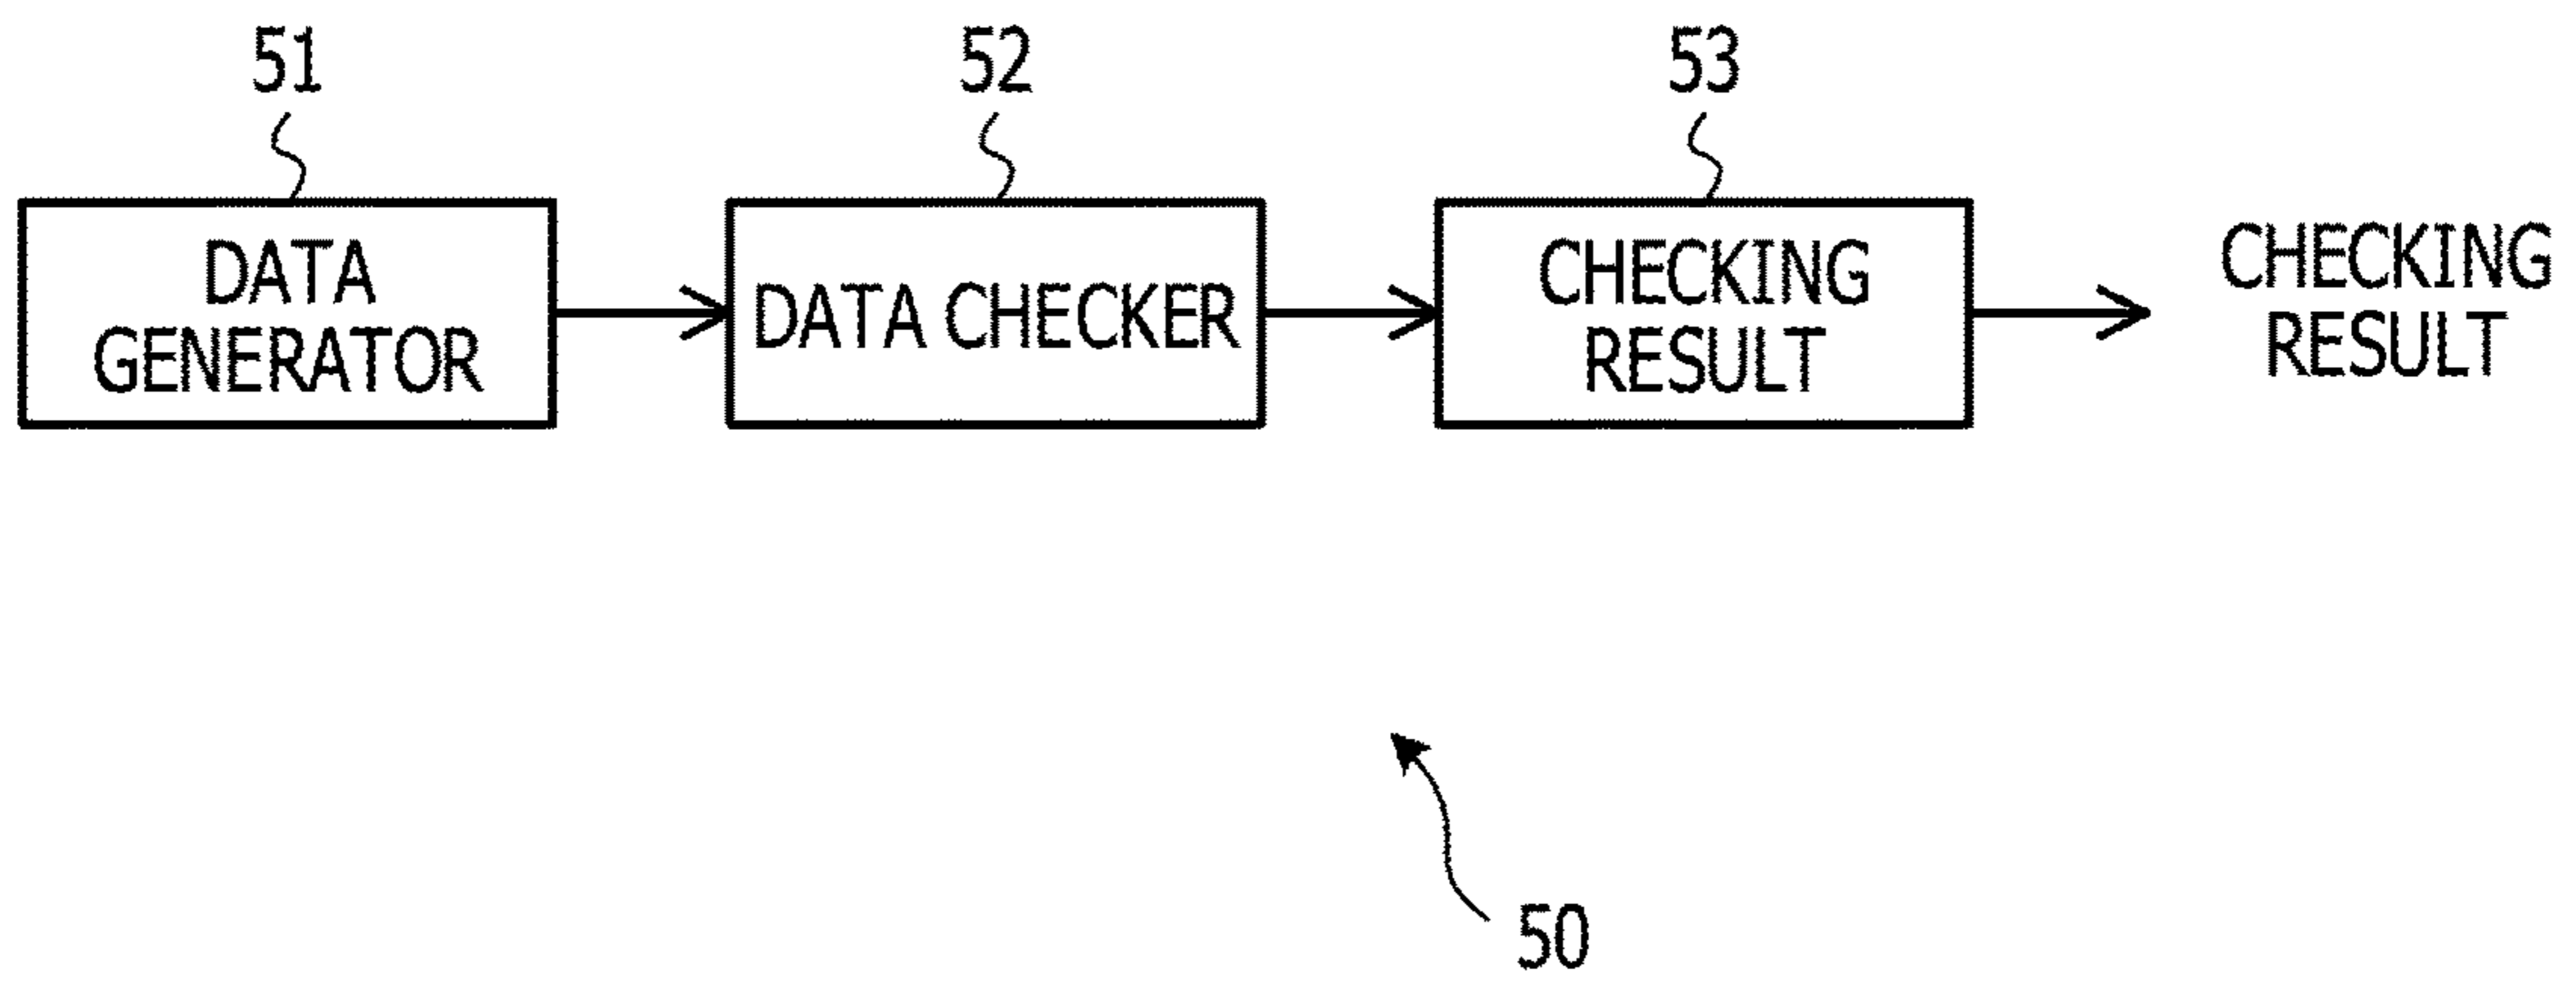 51
52
53
DATA
GENERATOR
DATA CHECKER
CHECKING
RESULT
CHECKING
RESULT
50